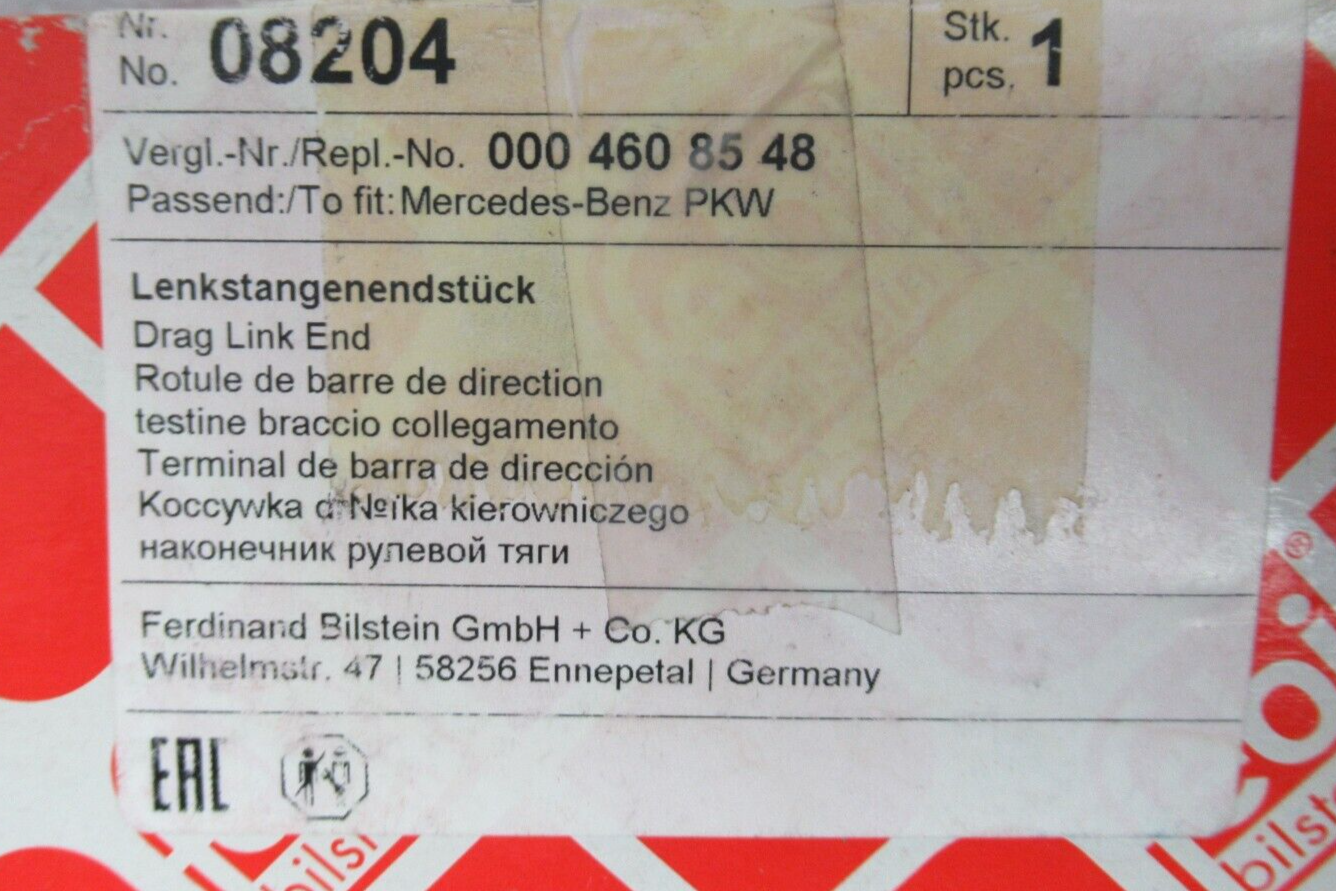 Nr.
No. 08204
Stk.
pcs. 1
Vergl.-Nr./Repl.-No. 000 460 85 48
Passend:/To fit: Mercedes-Benz PKW
Lenkstangenendstück
Drag Link End
Rotule de barre de direction
testine braccio collegamento
Terminal de barra de dirección
Koccywka d№ïka kierowniczego
наконечник рулевой тяги
Ferdinand Bilstein GmbH + Co. KG
Wilhelmstr. 47 | 58256 Ennepetal | Germany
EAC